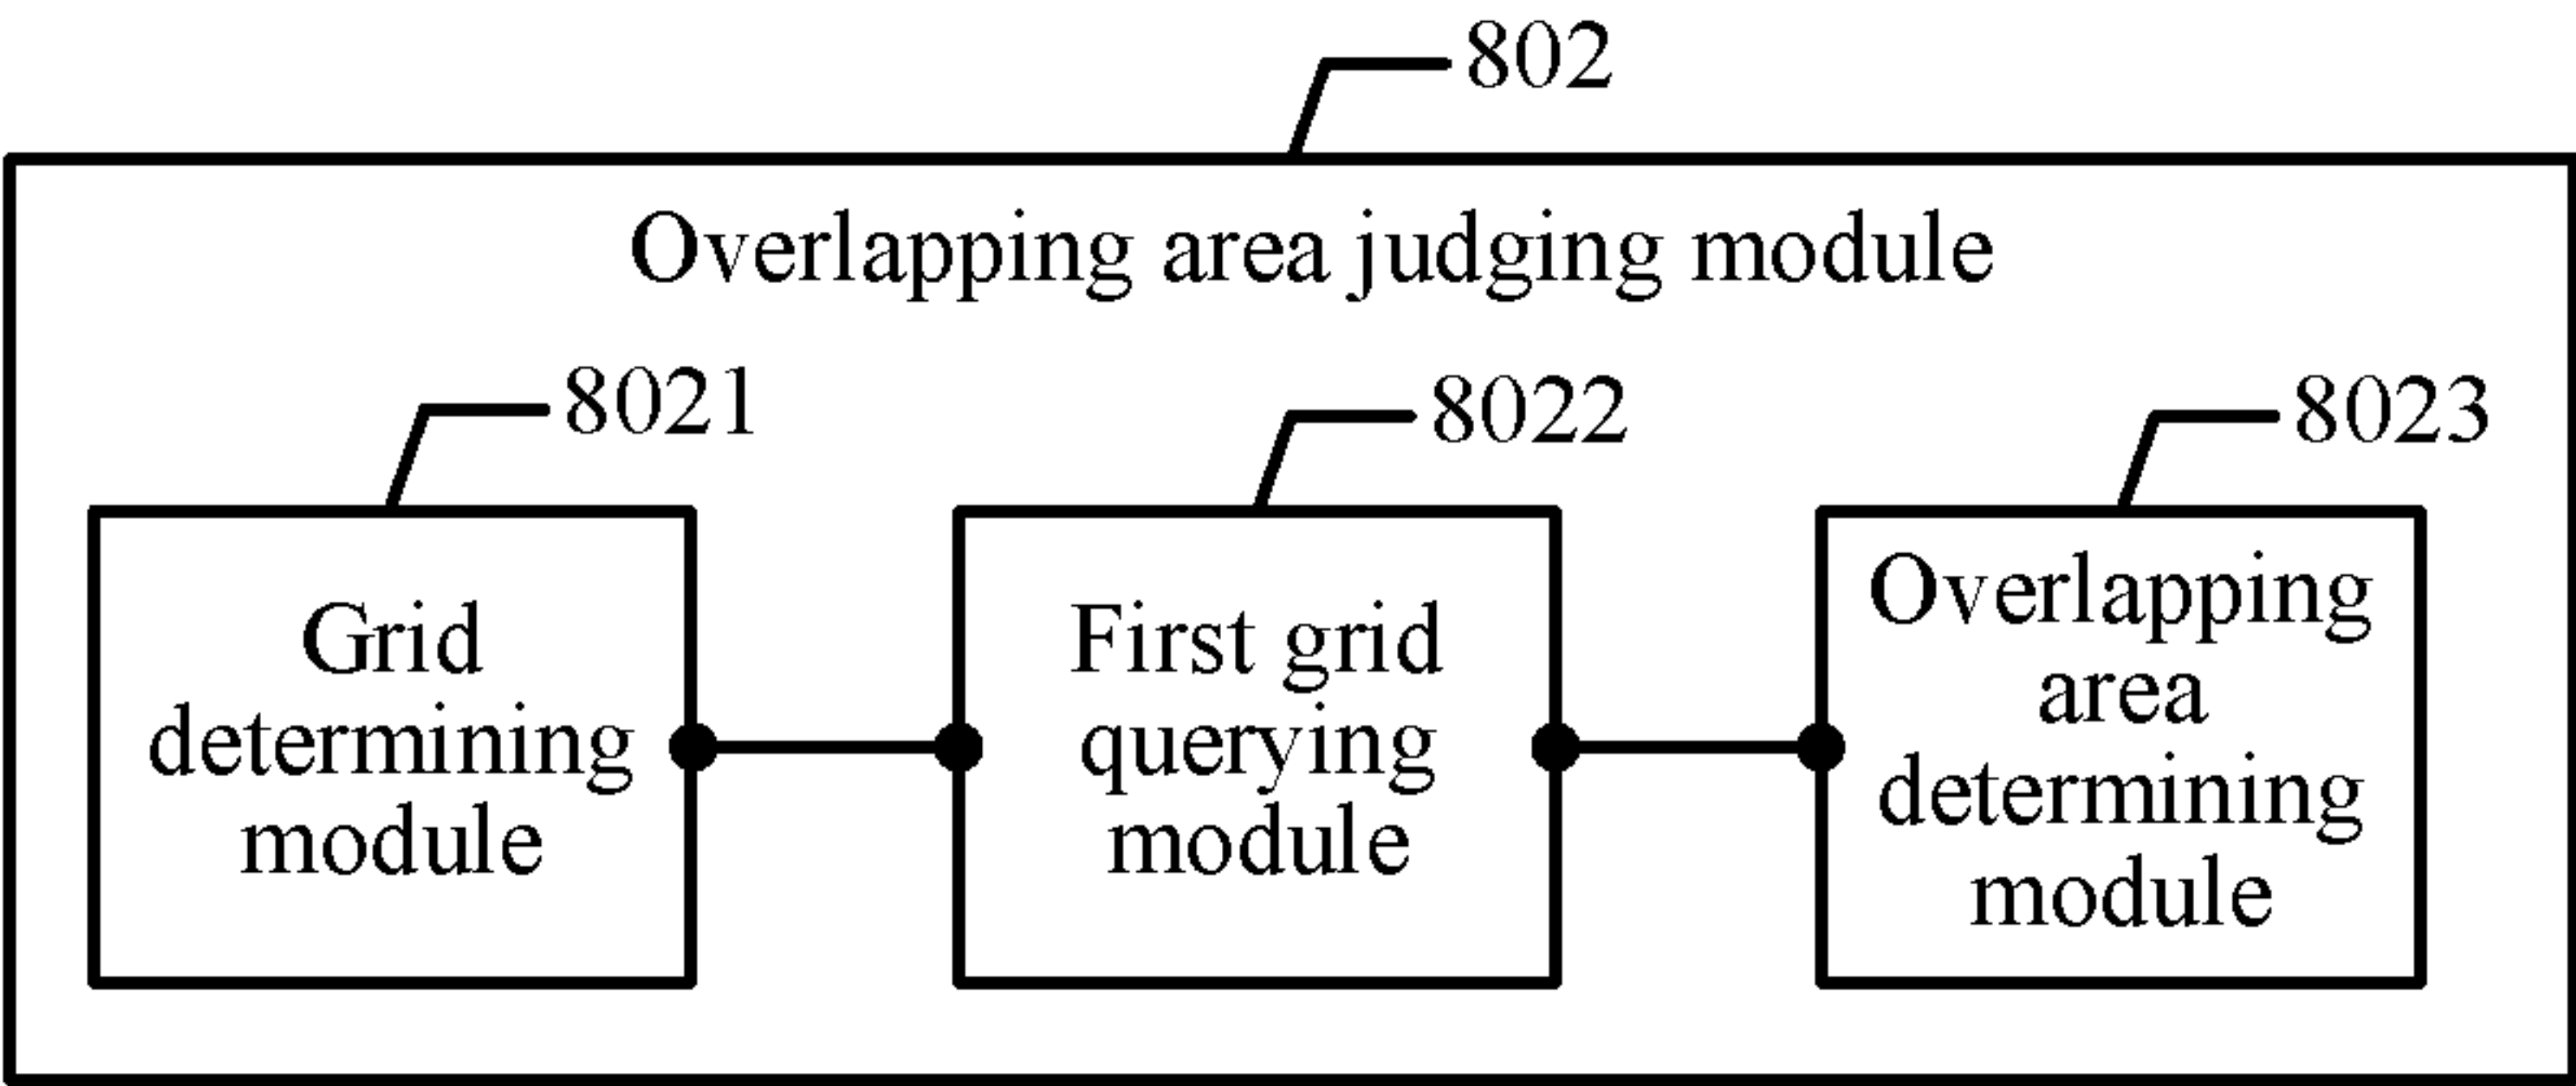 802
Overlapping area judging module
8021
8022
8023
Grid
determining
module
First grid
querying
module
Overlapping
area
determining
module